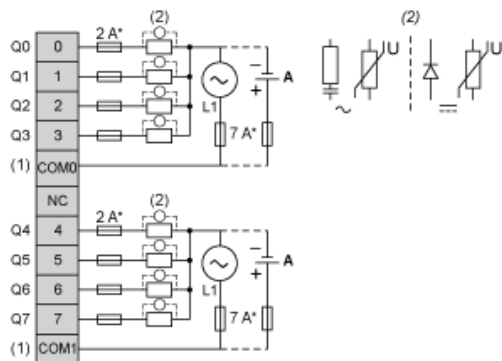 (2) (2)
Q0 0 2 A* − A U U
Q1 1 +
Q2 2 L1
Q3 3 7 A*
(1) COM0
NC
Q4 4 2 A* (2) −
Q5 5 + A
Q6 6 L1
Q7 7 7 A*
(1) COM1